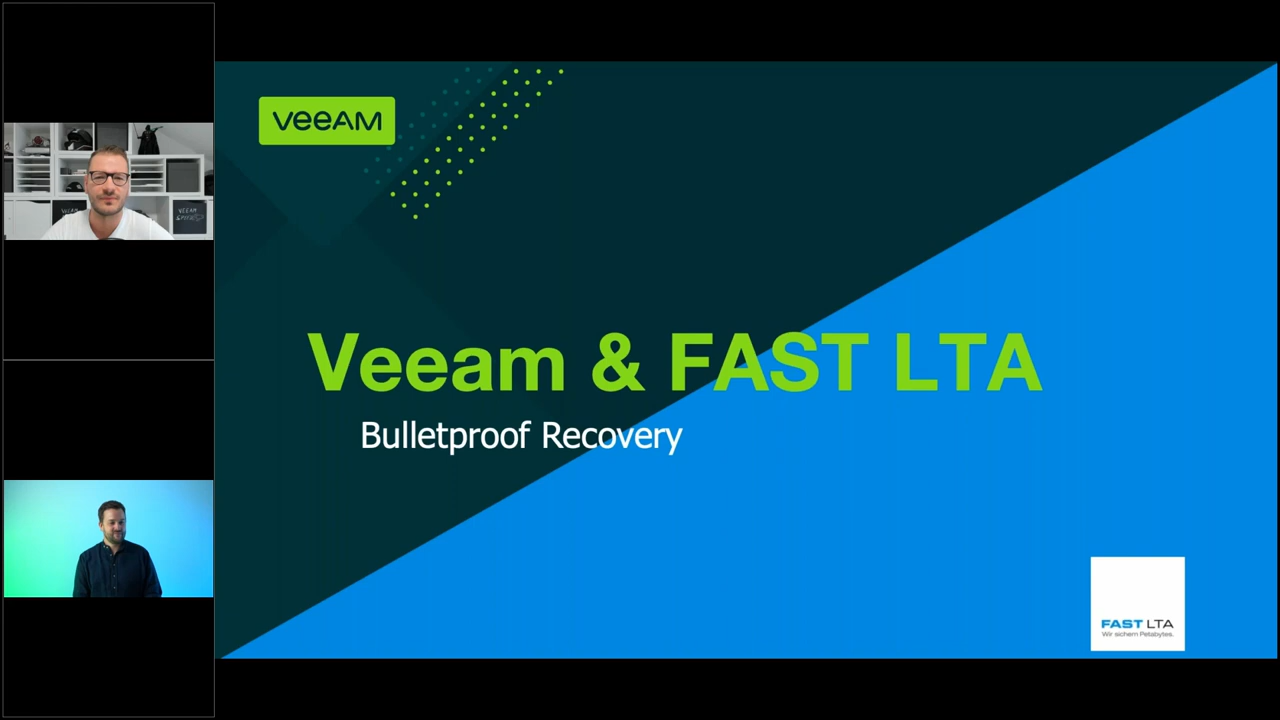 veeAM
Veeam & FAST LTA
Bulletproof Recovery
FAST LTA
Wir sichern Petabytes.